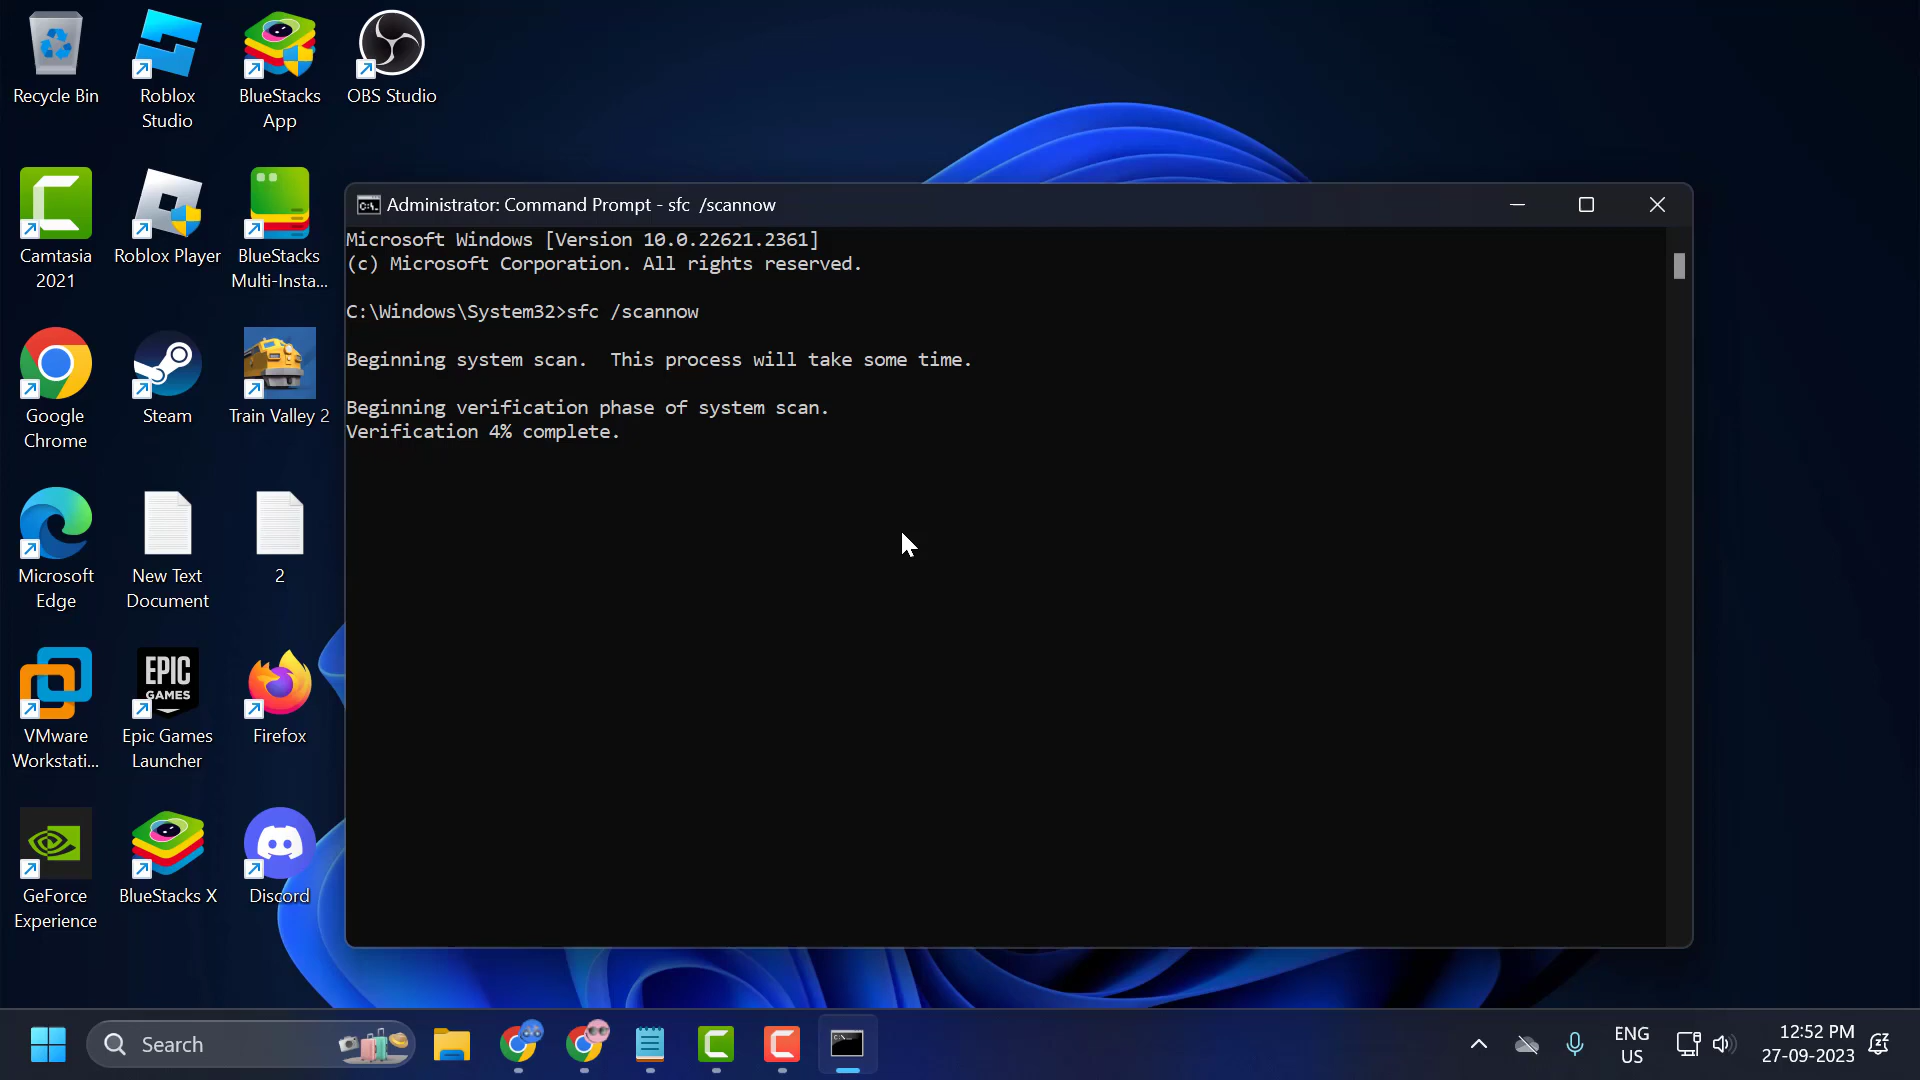 Recycle Bin
Roblox
Studio
BlueStacks
App
OBS Studio
Camtasia
2021
Roblox Player
BlueStacks
Multi-Insta...
Google
Chrome
Steam
Train Valley 2
Microsoft
Edge
New Text
Document
2
VMware
Workstati...
EPIC
GAMES
Epic Games
Launcher
Firefox
GeForce
Experience
BlueStacks X
Discord
Administrator: Command Prompt - sfc  /scannow
Microsoft Windows [Version 10.0.22621.2361]
(c) Microsoft Corporation. All rights reserved.
C:\Windows\System32>sfc /scannow
Beginning system scan.  This process will take some time.
Beginning verification phase of system scan.
Verification 4% complete.
Search
ENG
US
12:52 PM
27-09-2023